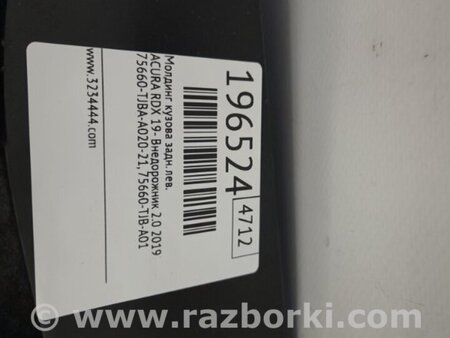 196524
4712
Молдинг кузова задн. лев.
ACURA RDX 19- Внедорожник 2.0 2019
75660-TJBA-A020-21, 75660-TJB-A01
www.3234444.com
© www.razborki.com